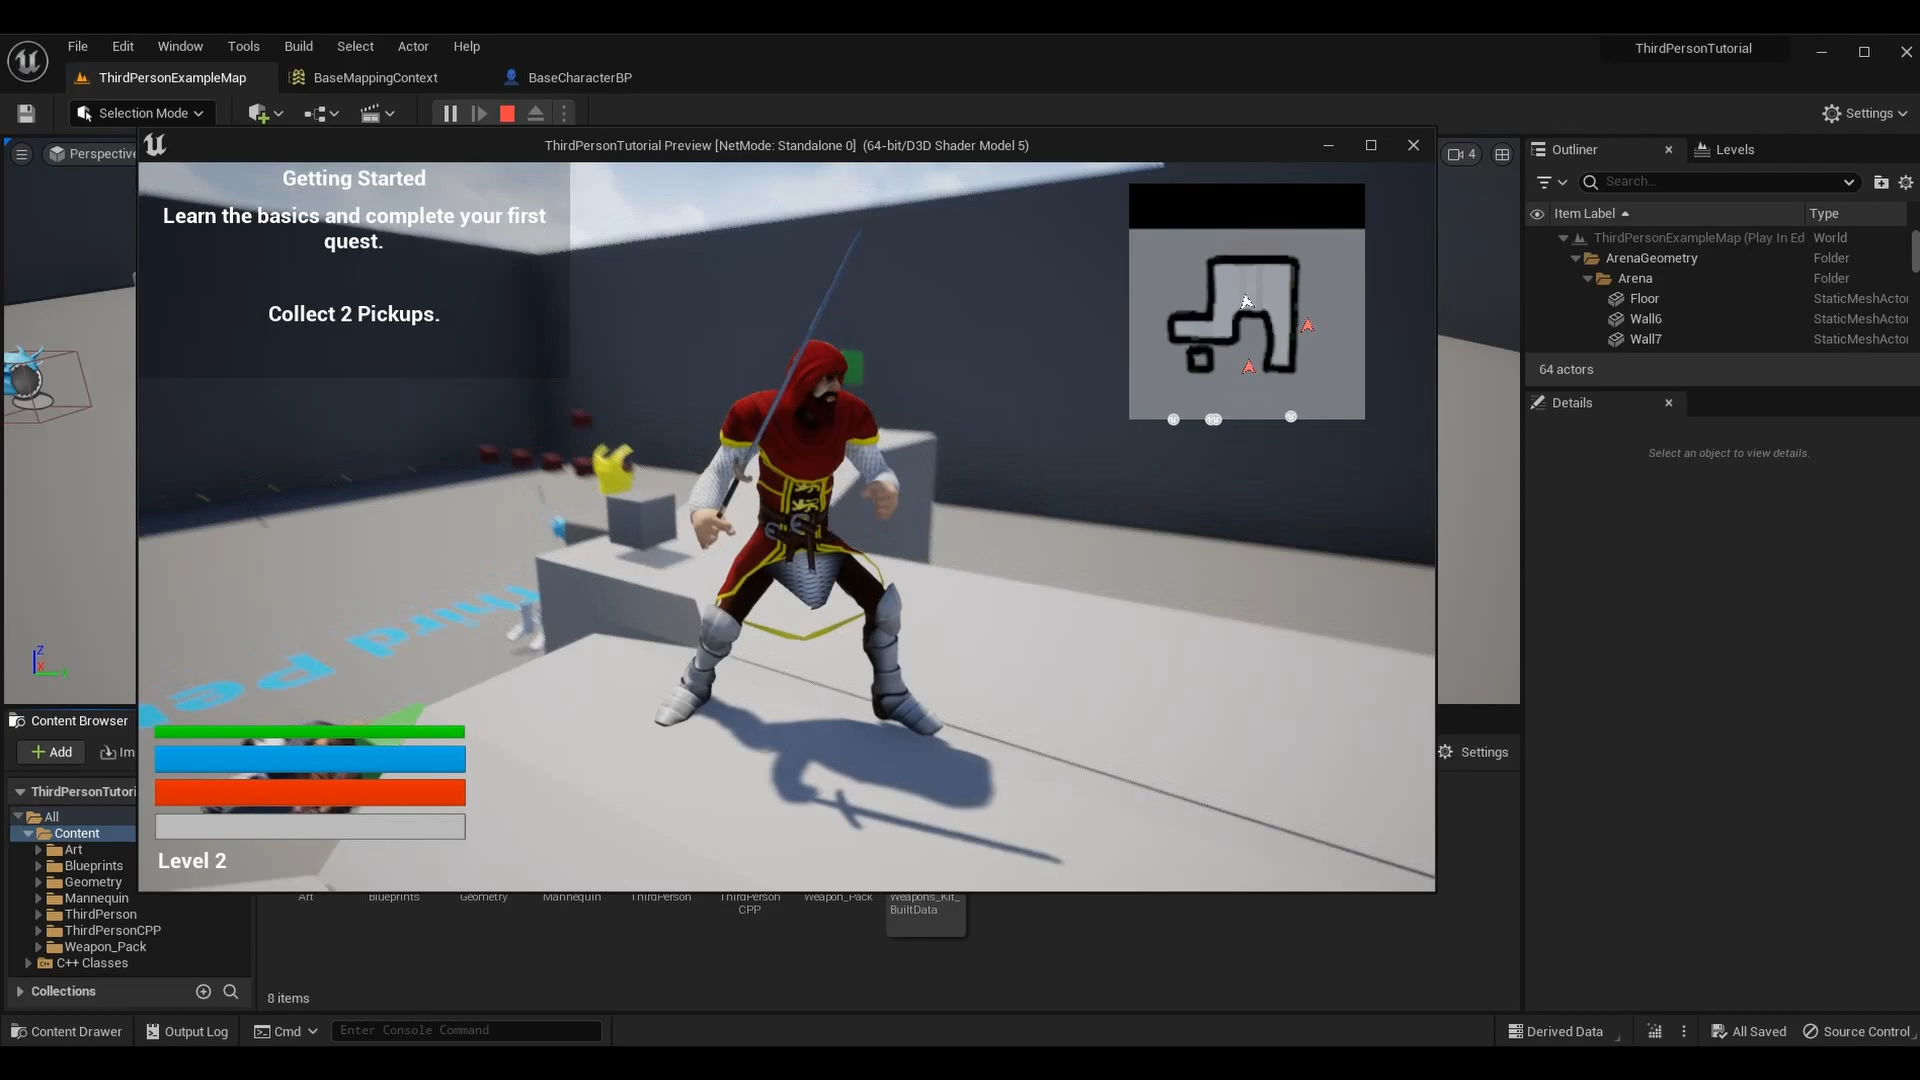 File Edit Window Tools Build Select Actor Help
ThirdPersonTutorial
ThirdPersonExampleMap BaseMappingContext BaseCharacterBP
Selection Mode
Settings
Perspective
ThirdPersonTutorial Preview [NetMode: Standalone 0] (64-bit/D3D Shader Model 5)
4
Outliner Levels
Search...
Item Label Type
ThirdPersonExampleMap (Play In Ed World
ArenaGeometry Folder
Arena Folder
Floor StaticMeshActor
Wall6 StaticMeshActor
Wall7 StaticMeshActor
64 actors
Details
Select an object to view details.
Getting Started
Learn the basics and complete your first
quest.
Collect 2 Pickups.
Third Pe
Z
X
Level 2
Content Browser
Add Im
Settings
ThirdPersonTutori
All
Content
Art
Blueprints
Geometry
Mannequin
ThirdPerson
ThirdPersonCPP
Weapon_Pack
C++ Classes
Collections
Art Blueprints Geometry Mannequin ThirdPerson ThirdPerson Weapon_Pack Weapons_Kit_
CPP BuiltData
8 items
Content Drawer Output Log Cmd Enter Console Command
Derived Data All Saved Source Control